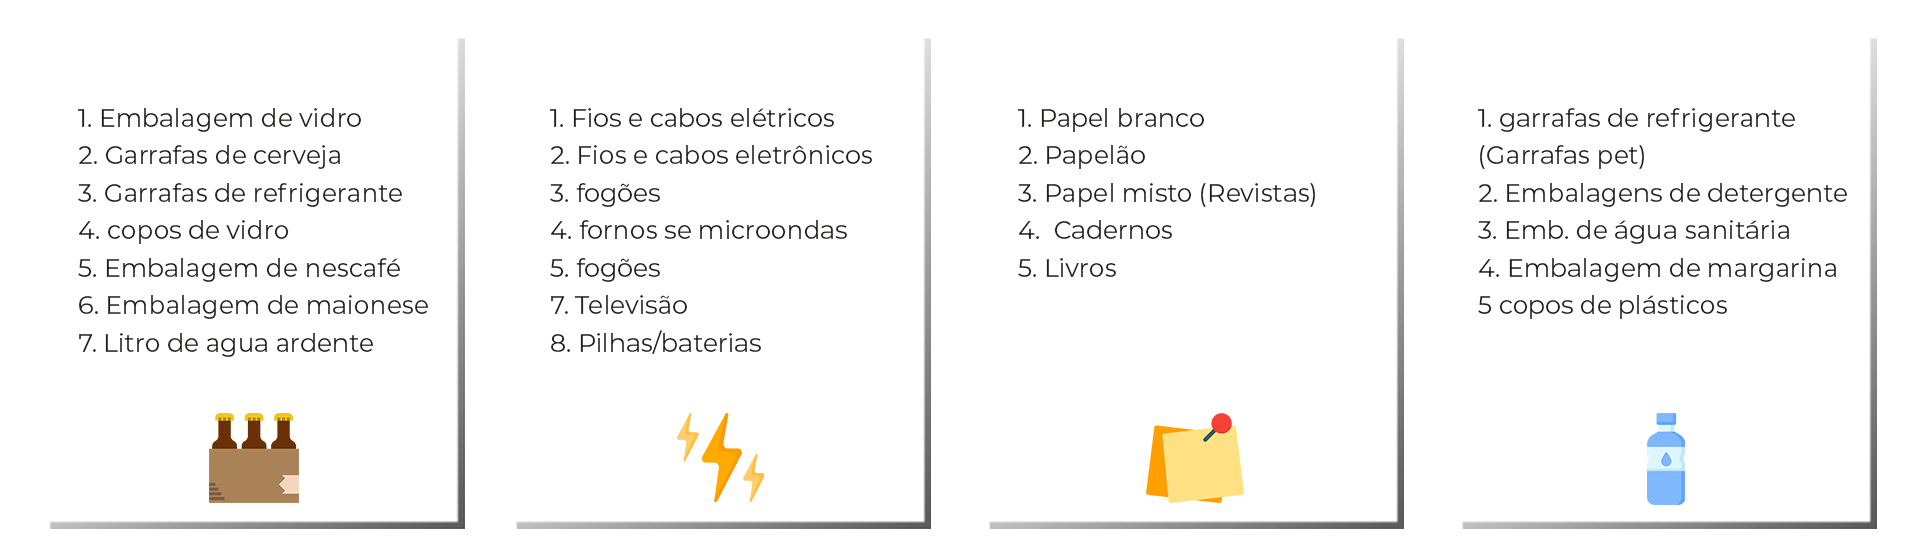 1. Embalagem de vidro
2. Garrafas de cerveja
3. Garrafas de refrigerante
4. copos de vidro
5. Embalagem de nescafé
6. Embalagem de maionese
7. Litro de agua ardente
1. Fios e cabos elétricos
2. Fios e cabos eletrônicos
3. fogões
4. fornos se microondas
5. fogões
7. Televisão
8. Pilhas/baterias
1. Papel branco
2. Papelão
3. Papel misto (Revistas)
4. Cadernos
5. Livros
1. garrafas de refrigerante
(Garrafas pet)
2. Embalagens de detergente
3. Emb. de água sanitária
4. Embalagem de margarina
5 copos de plásticos